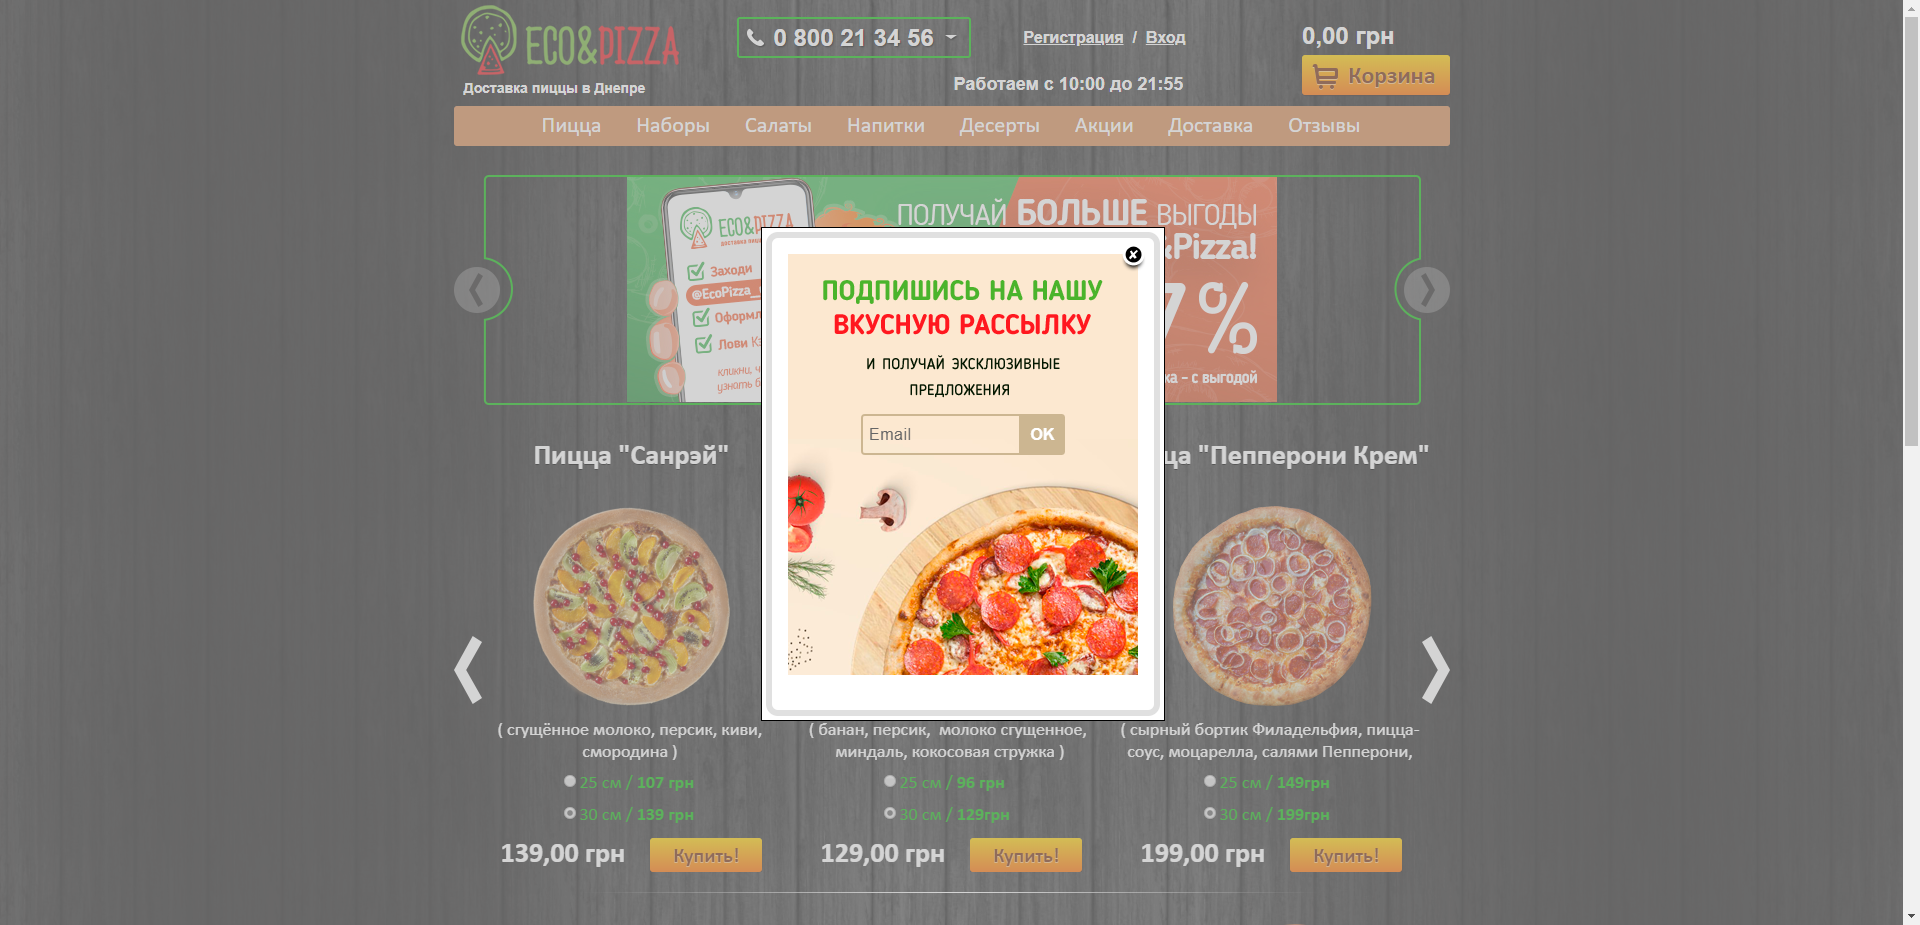 ECO&PIZZA
Доставка пиццы в Днепре
0 800 21 34 56
Регистрация / Вход
Работаем с 10:00 до 21:55
0,00 грн
Корзина
Пицца Наборы Салаты Напитки Десерты Акции Доставка Отзывы
ECO&PIZZA
Заходи
@EcoPizza_
Лови
кликни,
узнать
ПОЛУЧАЙ БОЛЬШЕ ВЫГОДЫ
&Pizza!
7%
– с выгодой
ПОДПИШИСЬ НА НАШУ
ВКУСНУЮ РАССЫЛКУ
И ПОЛУЧАЙ ЭКСКЛЮЗИВНЫЕ
ПРЕДЛОЖЕНИЯ
Email
OK
Пицца "Санрэй"
ца "Пепперони Крем"
( сгущённое молоко, персик, киви,
смородина )
25 см / 107 грн
30 см / 139 грн
139,00 грн
Купить!
( банан, персик, молоко сгущенное,
миндаль, кокосовая стружка )
25 см / 96 грн
30 см / 129грн
129,00 грн
Купить!
( сырный бортик Филадельфия, пицца-
соус, моцарелла, салями Пепперони,
25 см / 149грн
30 см / 199грн
199,00 грн
Купить!